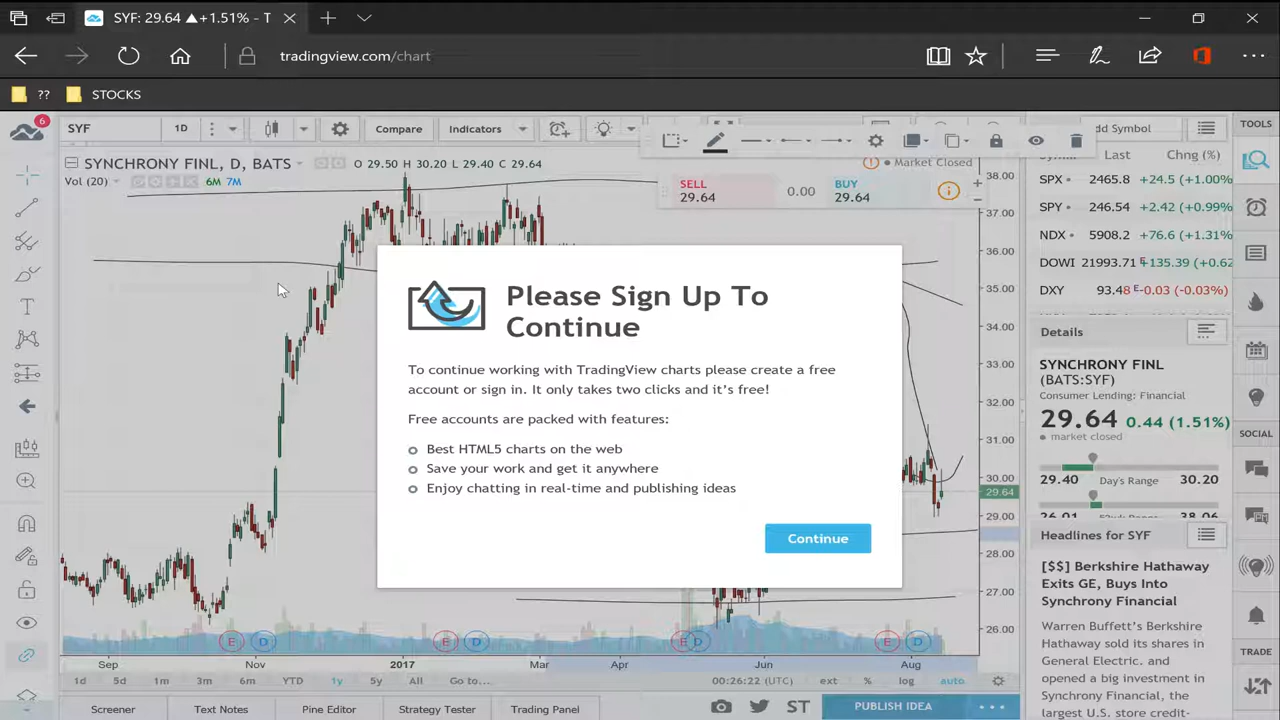 SYF: 29.64 ▲+1.51% - T
tradingview.com/chart
??
STOCKS
6
SYF
1D
Compare
Indicators
dd Symbol
TOOLS
SYNCHRONY FINL, D, BATS
O 29.50 H 30.20 L 29.40 C 29.64
Market Closed
Vol (20)
6M 7M
SELL
29.64
0.00
BUY
29.64
38.00
37.00
36.00
35.00
34.00
33.00
32.00
31.00
30.00
29.64
29.00
28.00
27.00
26.00
Last
Chng (%)
SPX 2465.8 +24.5 (+1.00%
SPY 246.54 +2.42 (+0.99%
NDX 5908.2 +76.6 (+1.31%
DOWI 21993.71 E +135.39 (+0.62
DXY 93.48 E -0.03 (-0.03%)
Please Sign Up To
Continue
To continue working with TradingView charts please create a free
account or sign in. It only takes two clicks and it's free!
Free accounts are packed with features:
Best HTML5 charts on the web
Save your work and get it anywhere
Enjoy chatting in real-time and publishing ideas
Continue
Details
SYNCHRONY FINL
(BATS:SYF)
Consumer Lending: Financial
29.64 0.44 (1.51%)
market closed
29.40 Day's Range 30.20
26.01 52wk Range 38.06
SOCIAL
Headlines for SYF
[$$] Berkshire Hathaway
Exits GE, Buys Into
Synchrony Financial
Warren Buffett's Berkshire
Hathaway sold its shares in
General Electric. and
opened a big investment in
Synchrony Financial, the
largest U.S. store credit-
TRADE
E D E D E D E D
Sep Nov 2017 Mar Apr Jun Aug
1d 5d 1m 3m 6m YTD 1y 5y All Go to...
00:26:22 (UTC) ext % log auto
Screener
Text Notes
Pine Editor
Strategy Tester
Trading Panel
ST
PUBLISH IDEA